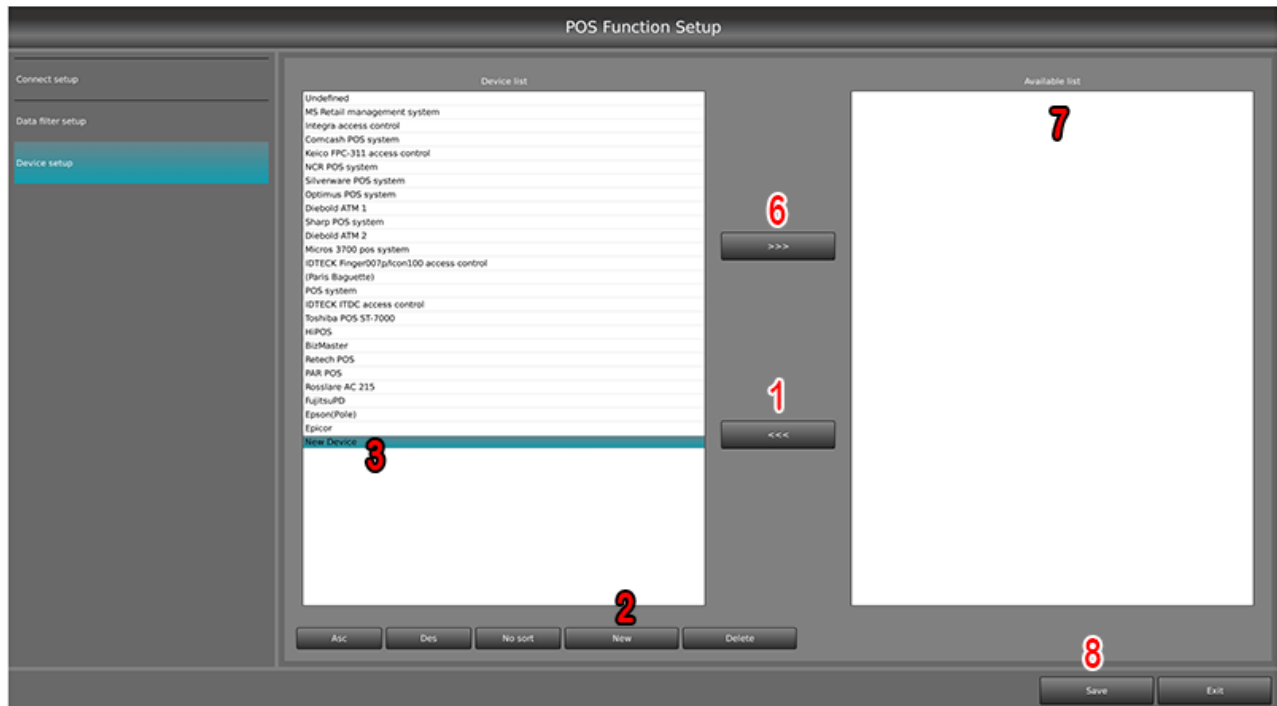 POS Function Setup
Connect setup
Data filter setup
Device setup
Device list
Undefined
MS Retail management system
Integra access control
Comcash POS system
Keico FPC-311 access control
NCR POS system
Silverware POS system
Optimus POS system
Diebold ATM 1
Sharp POS system
Diebold ATM 2
Micros 3700 pos system
IDTECK Finger007p/icon100 access control
(Paris Baguette)
POS system
IDTECK ITDC access control
Toshiba POS ST-7000
HiPOS
BizMaster
Retech POS
PAR POS
Rosslare AC 215
FujitsuPD
Epson(Pole)
Epicor
New Device
3
6
>>>
1
<<<
Available list
7
2
Asc Des No sort New Delete
8
Save Exit